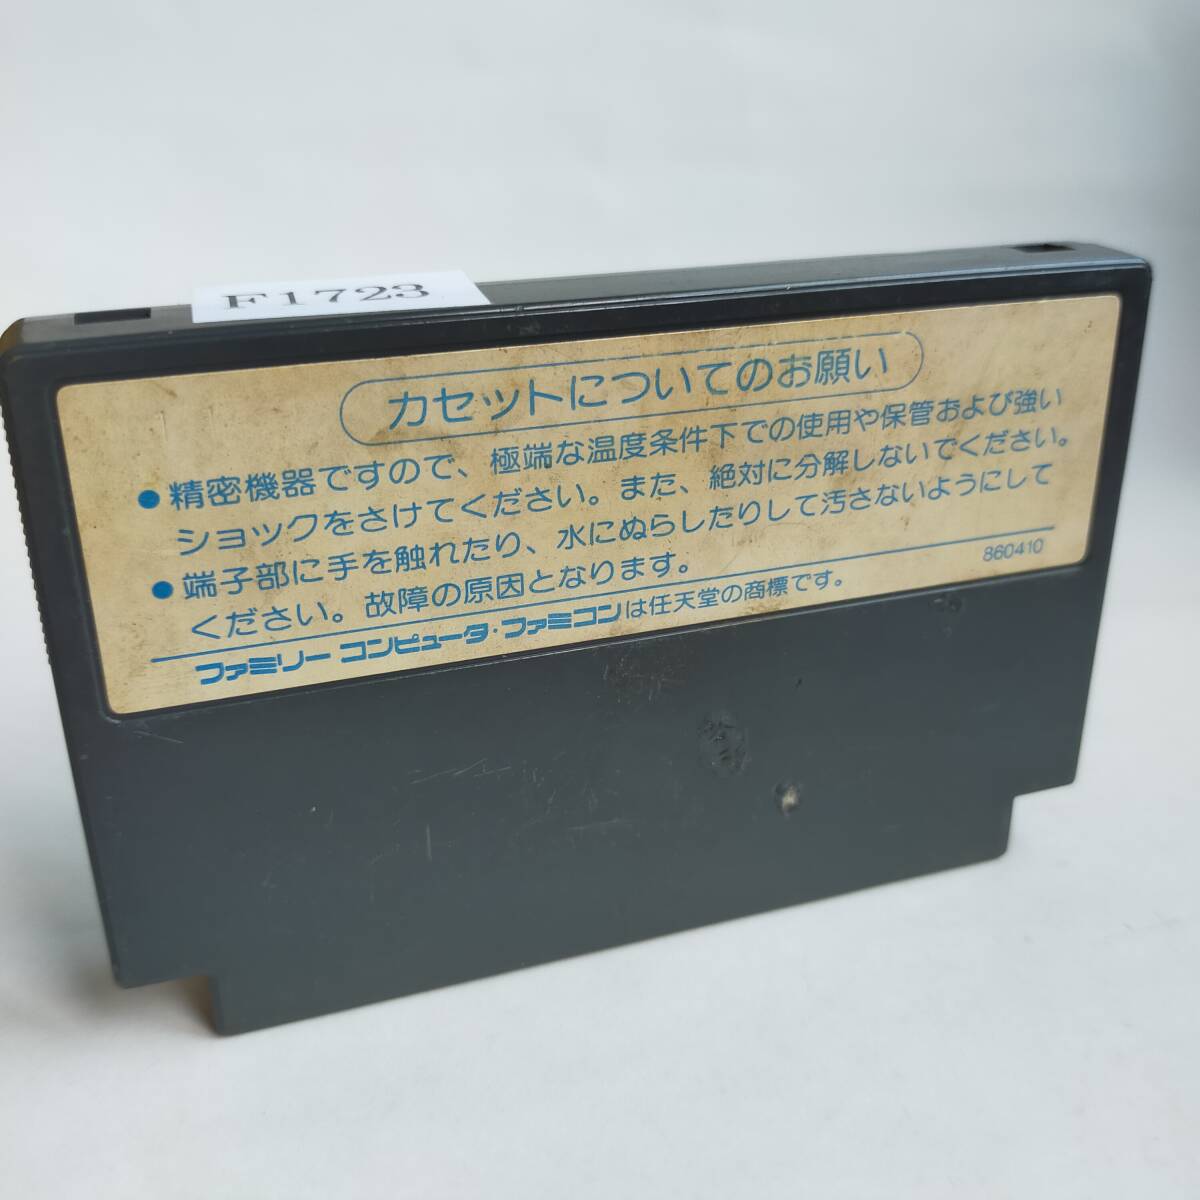 F1723
カセットについてのお願い
●精密機器ですので、極端な温度条件下での使用や保管および強い
ショックをさけてください。また、絶対に分解しないでください。
●端子部に手を触れたり、水にぬらしたりして汚さないようにして
ください。故障の原因となります。
860410
ファミリーコンピュータ・ファミコンは任天堂の商標です。